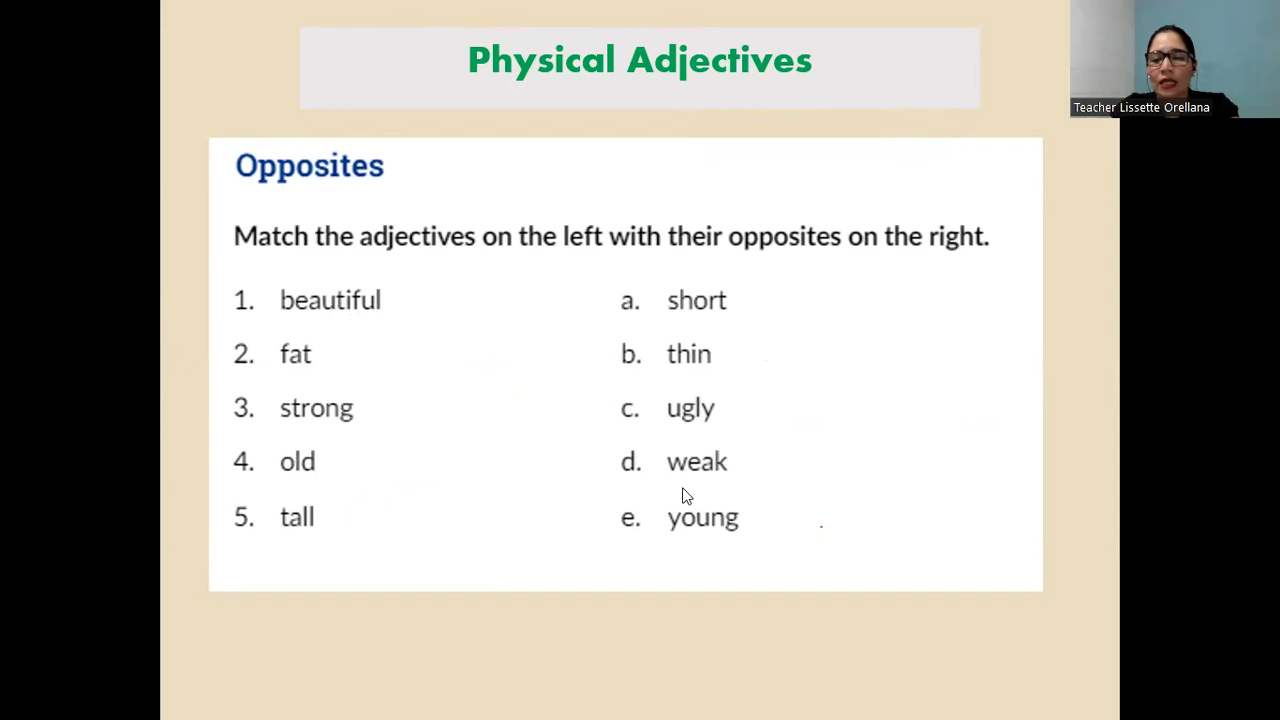 Physical Adjectives
Teacher Lissette Orellana
Opposites
Match the adjectives on the left with their opposites on the right.
1. beautiful a. short
2. fat b. thin
3. strong c. ugly
4. old d. weak
5. tall e. young